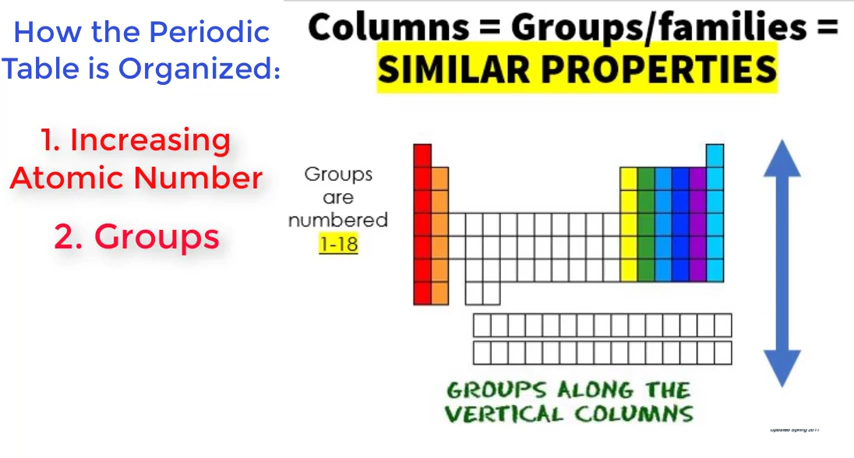 How the Periodic
Table is Organized:
1. Increasing
Atomic Number
2. Groups
Columns = Groups/families =
SIMILAR PROPERTIES
Groups
are
numbered
1-18
GROUPS ALONG THE
VERTICAL COLUMNS